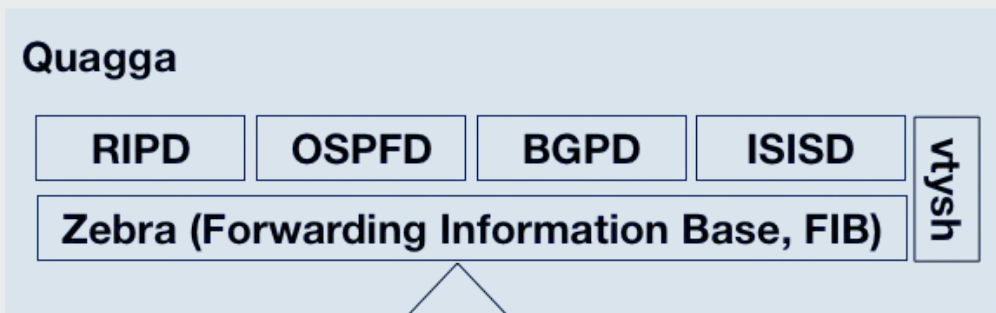 Quagga
RIPD
OSPFD
BGPD
ISISD
vtysh
Zebra (Forwarding Information Base, FIB)